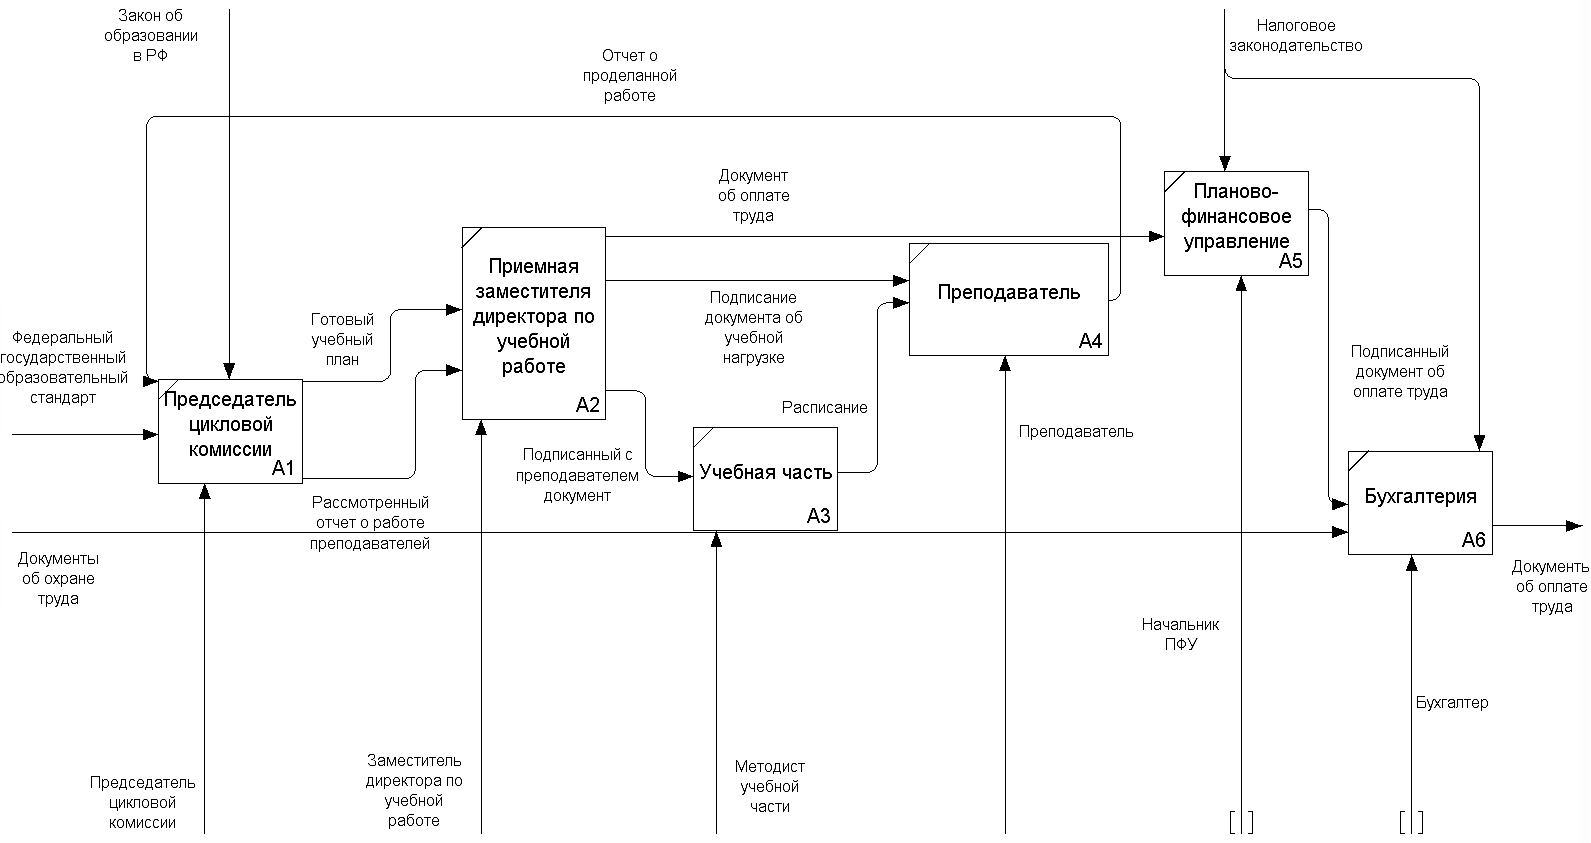 Закон об
образовании
в РФ
Налоговое
законодательство
Отчет о
проделанной
работе
Документ
об оплате
труда
Планово-
финансовое
управление
A5
Приемная
заместителя
директора по
учебной
работе
A2
Преподаватель
A4
Подписание
документа об
учебной
нагрузке
Готовый
учебный
план
Федеральный
государственный
образовательный
стандарт
Председатель
цикловой
комиссии
A1
Подписанный
документ об
оплате труда
Расписание
Преподаватель
Подписанный с
преподавателем
документ
Учебная часть
A3
Бухгалтерия
A6
Рассмотренный
отчет о работе
преподавателей
Документы
об охране
труда
Документы
об оплате
труда
Начальник
ПФУ
Бухгалтер
Председатель
цикловой
комиссии
Заместитель
директора по
учебной
работе
Методист
учебной
части